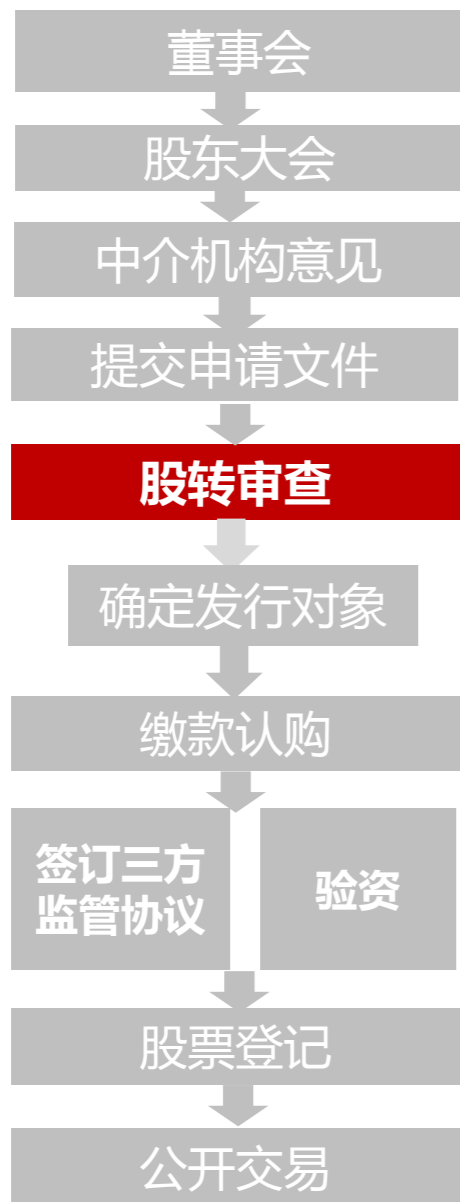 董事会
股东大会
中介机构意见
提交申请文件
股转审查
确定发行对象
缴款认购
签订三方
监管协议
验资
股票登记
公开交易